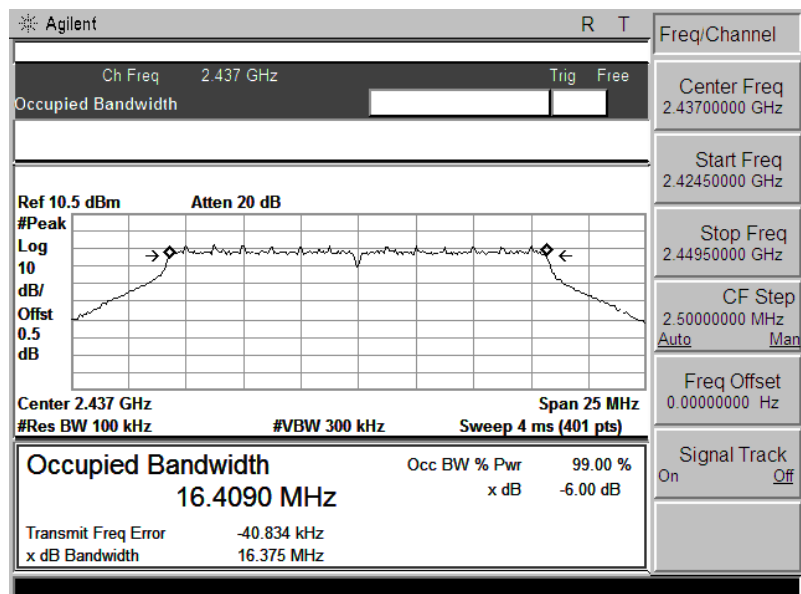 Agilent R T
Ch Freq 2.437 GHz Trig Free
Occupied Bandwidth
Ref 10.5 dBm Atten 20 dB
#Peak
Log
10
dB/
Offst
0.5
dB
Center 2.437 GHz Span 25 MHz
#Res BW 100 kHz #VBW 300 kHz Sweep 4 ms (401 pts)
Occupied Bandwidth Occ BW % Pwr 99.00 %
16.4090 MHz x dB -6.00 dB
Transmit Freq Error -40.834 kHz
x dB Bandwidth 16.375 MHz
Freq/Channel
Center Freq
2.43700000 GHz
Start Freq
2.42450000 GHz
Stop Freq
2.44950000 GHz
CF Step
2.50000000 MHz
Auto Man
Freq Offset
0.00000000 Hz
Signal Track
On Off